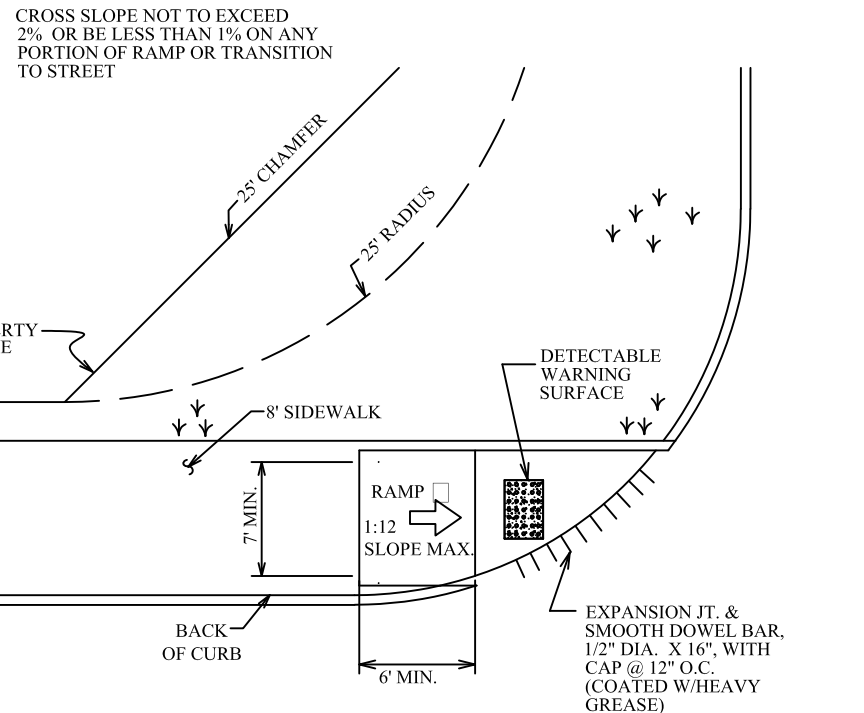 CROSS SLOPE NOT TO EXCEED
2% OR BE LESS THAN 1% ON ANY
PORTION OF RAMP OR TRANSITION
TO STREET
25' CHAMFER
25' RADIUS
RTY
E
DETECTABLE
WARNING
SURFACE
8' SIDEWALK
7' MIN.
RAMP
1:12
SLOPE MAX.
BACK
OF CURB
6' MIN.
EXPANSION JT. &
SMOOTH DOWEL BAR,
1/2" DIA. X 16", WITH
CAP @ 12" O.C.
(COATED W/HEAVY
GREASE)